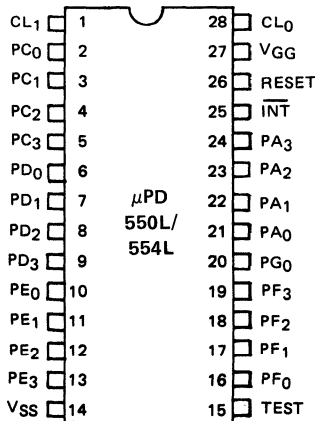 CL₁ 1 28 CL₀
PC₀ 2 27 VGG
PC₁ 3 26 RESET
PC₂ 4 25 I̅N̅T̅
PC₃ 5 24 PA₃
PD₀ 6 23 PA₂
PD₁ 7 μPD 22 PA₁
PD₂ 8 550L/ 21 PA₀
PD₃ 9 554L 20 PG₀
PE₀ 10 19 PF₃
PE₁ 11 18 PF₂
PE₂ 12 17 PF₁
PE₃ 13 16 PF₀
VSS 14 15 TEST